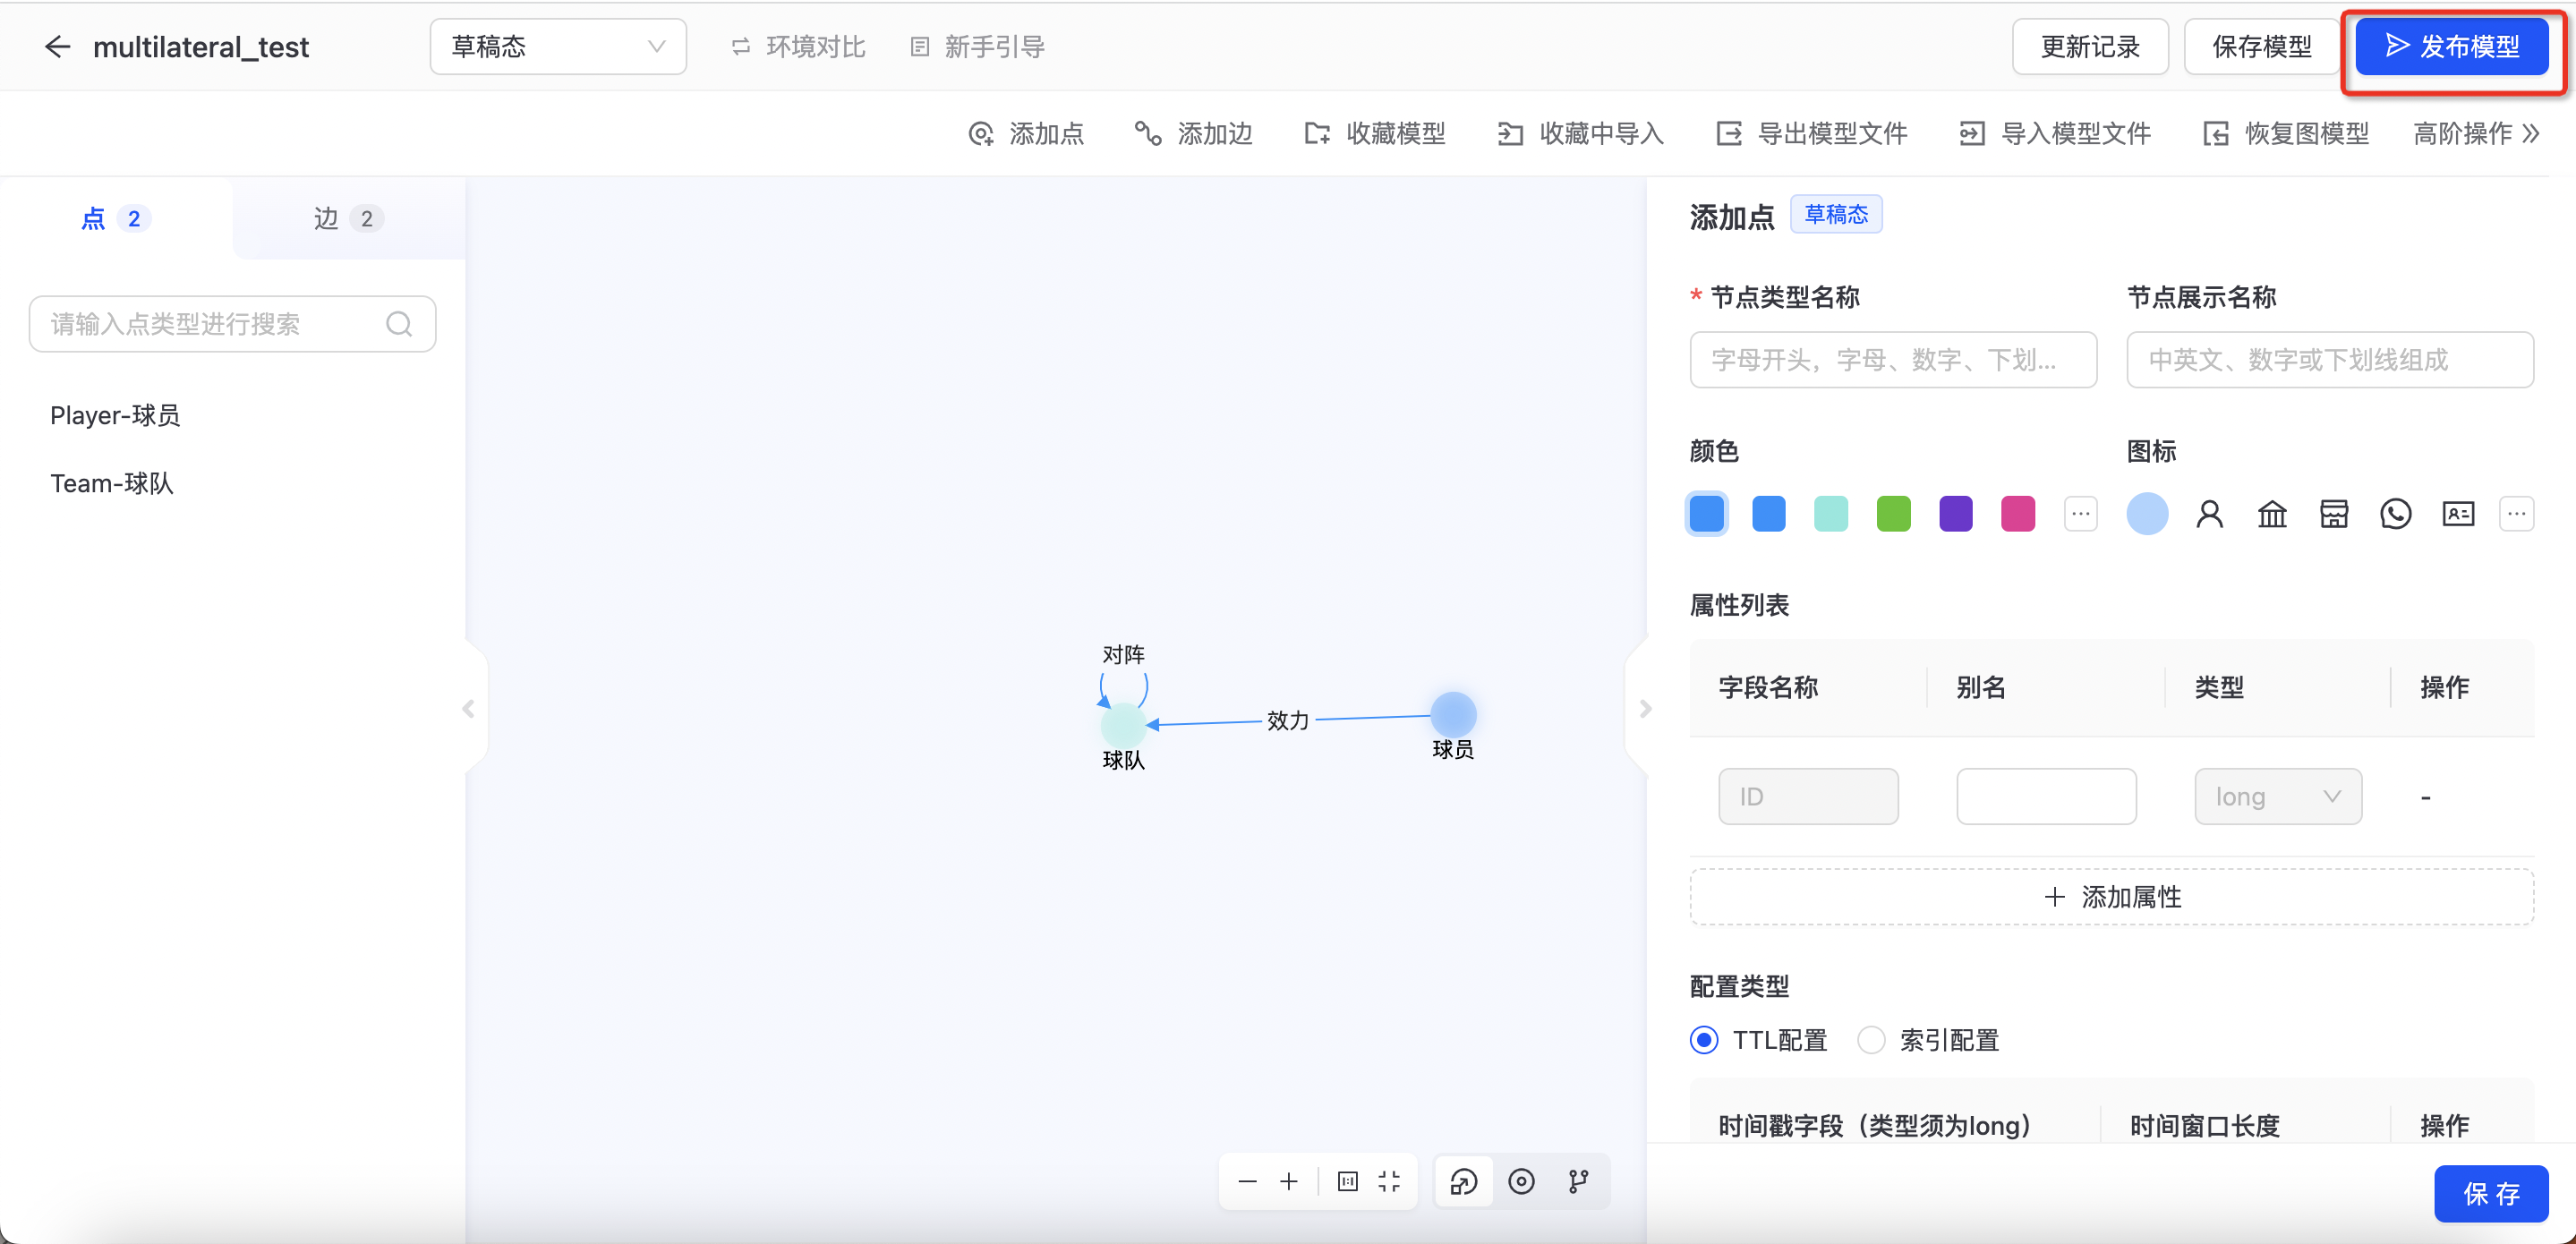 multilateral_test
草稿态
环境对比
新手引导
更新记录
保存模型
发布模型
添加点
添加边
收藏模型
收藏中导入
导出模型文件
导入模型文件
恢复图模型
高阶操作
点 2
边 2
请输入点类型进行搜索
Player-球员
Team-球队
对阵
效力
球队
球员
添加点 草稿态
* 节点类型名称
节点展示名称
字母开头，字母、数字、下划...
中英文、数字或下划线组成
颜色
图标
属性列表
字段名称 别名 类型 操作
ID long -
+ 添加属性
配置类型
TTL配置 索引配置
时间戳字段（类型须为long） 时间窗口长度 操作
保 存